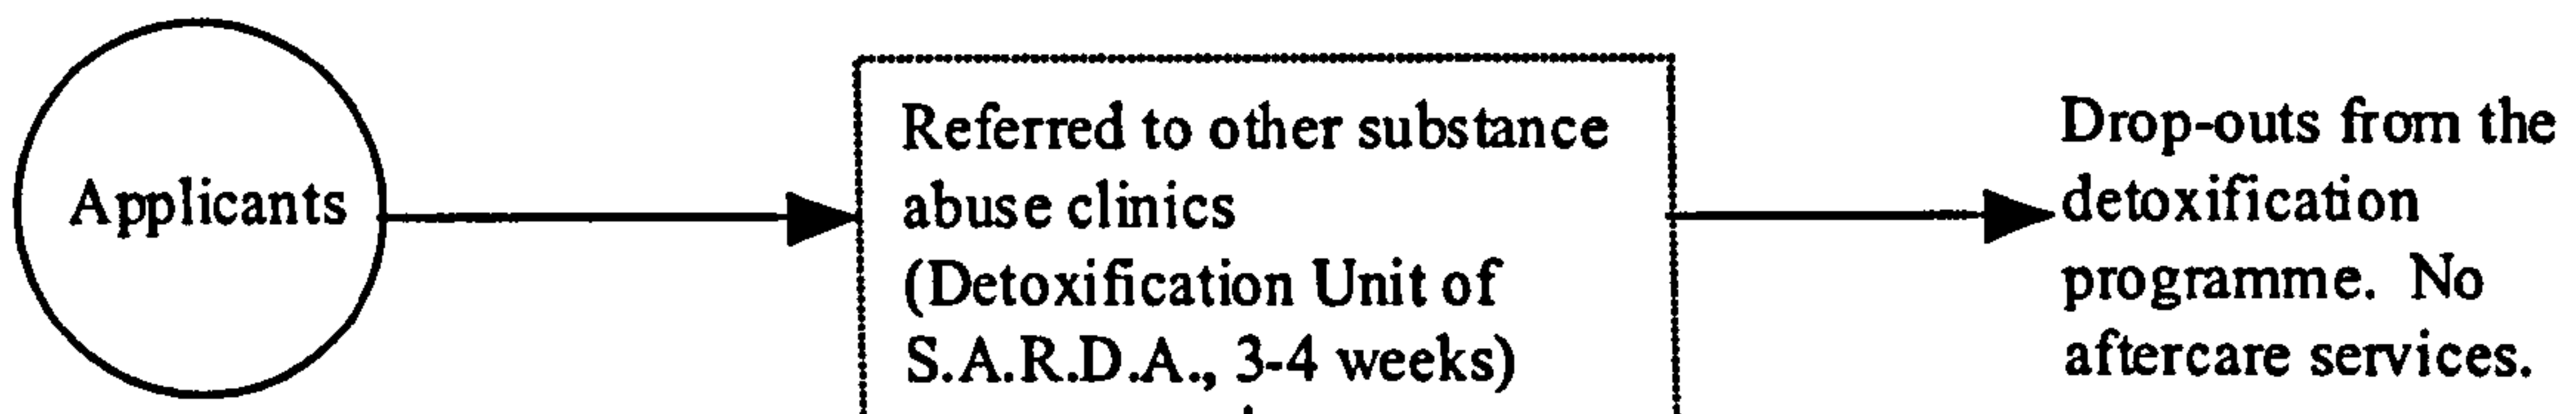 Applicants
Referred to other substance
abuse clinics
(Detoxification Unit of
S.A.R.D.A., 3-4 weeks)
Drop-outs from the
detoxification
programme. No
aftercare services.